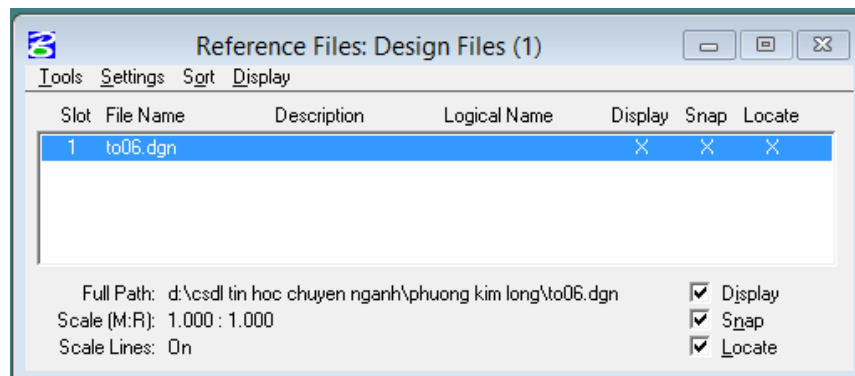 Reference Files: Design Files (1)
Tools Settings Sort Display
Slot File Name Description Logical Name Display Snap Locate
1 to06.dgn X X X
Full Path: d:\csdl tin hoc chuyen nganh\phuong kim long\to06.dgn Display
Scale (M:R): 1.000 : 1.000 Snap
Scale Lines: On Locate